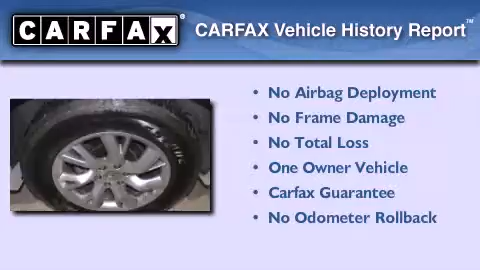 CARFAX® CARFAX Vehicle History Report™
• No Airbag Deployment
• No Frame Damage
• No Total Loss
• One Owner Vehicle
• Carfax Guarantee
• No Odometer Rollback